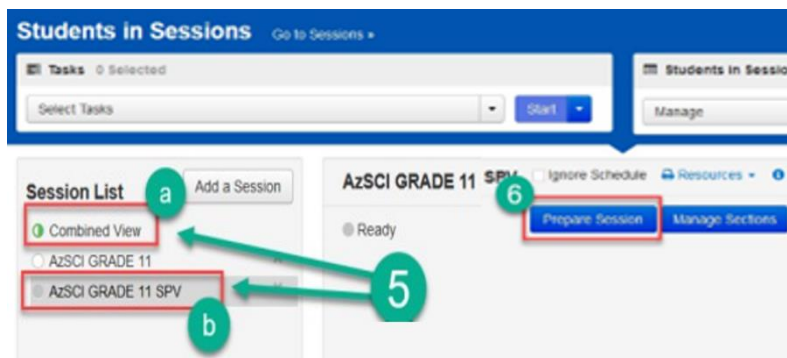 Students in Sessions Go to Sessions »
Tasks 0 Selected
Students in Sessio
Select Tasks
Start
Manage
Session List
a
Add a Session
Combined View
AzSCI GRADE 11
AzSCI GRADE 11 SPV
b
5
AzSCI GRADE 11 SPV
Ignore Schedule
Resources
6
Prepare Session
Manage Sections
Ready